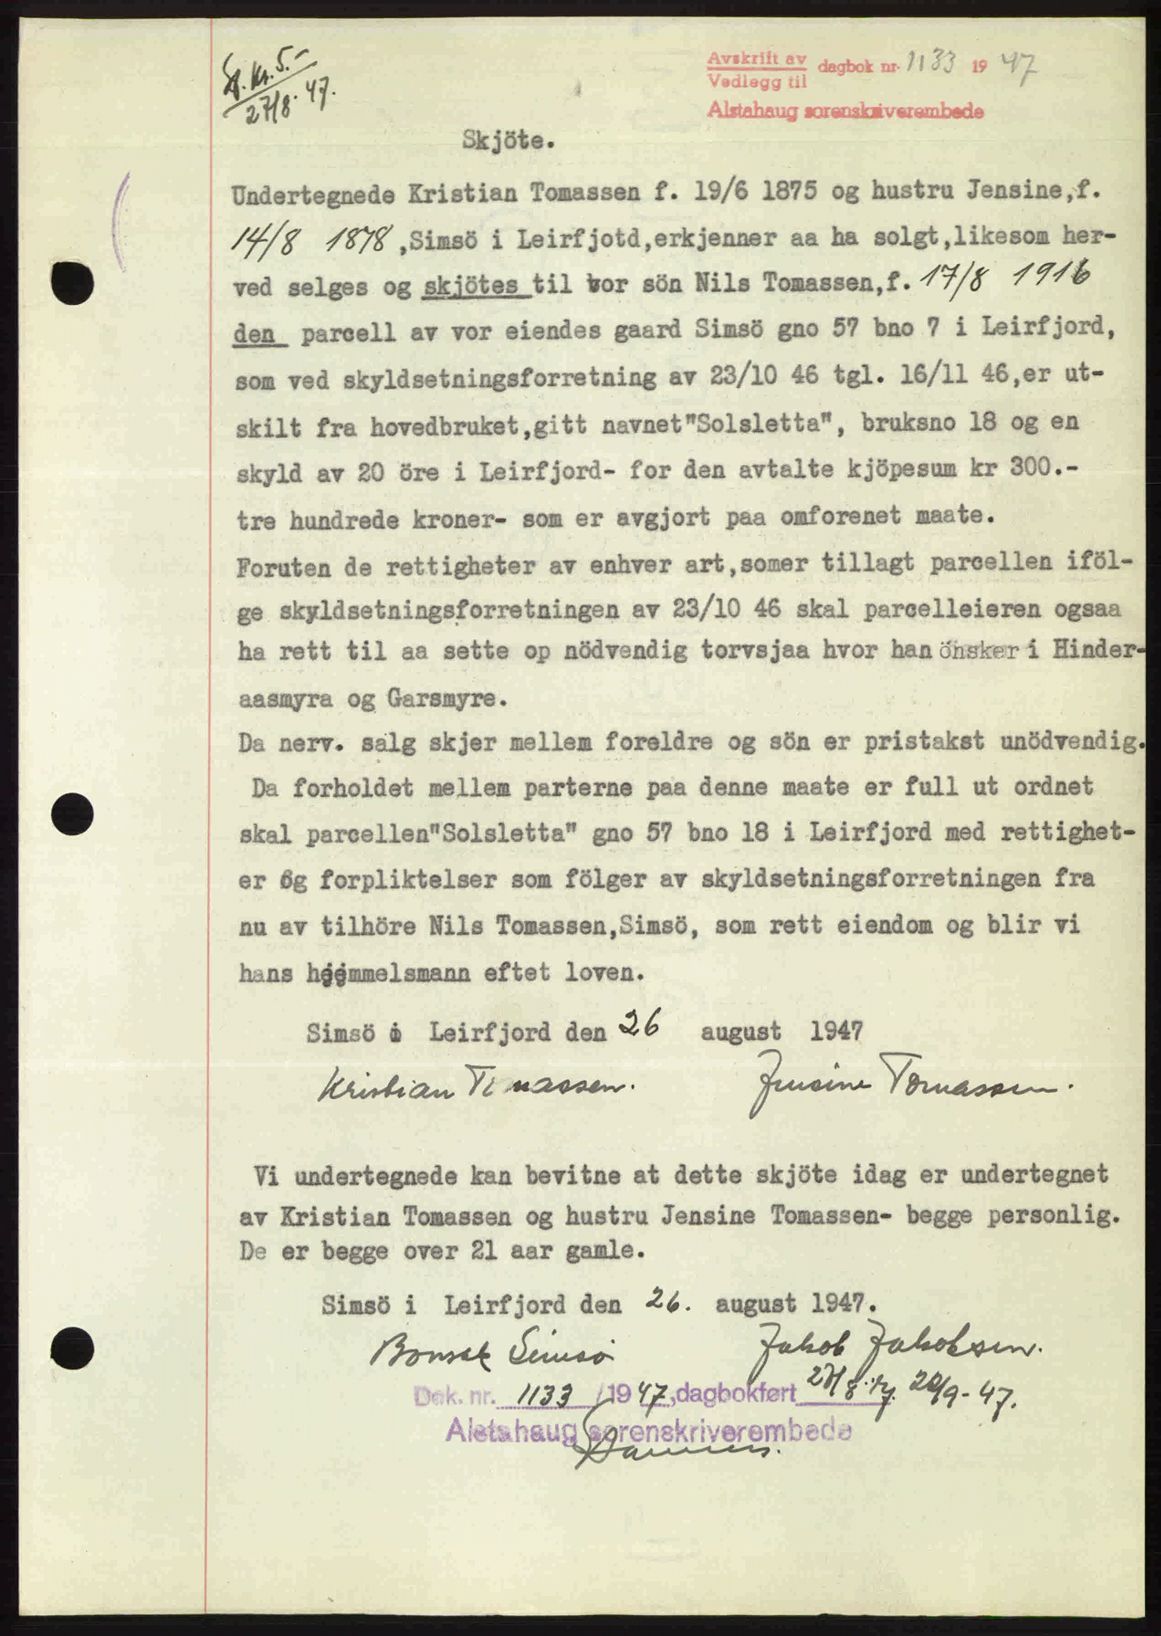 Kr. 5.-
27/8. 47.
Avskrift av
Vedlegg til
dagbok nr. 1133 19 47
Alstahaug sorenskriverembede
Skjöte.
Undertegnede Kristian Tomassen f. 19/6 1875 og hustru Jensine,f.
14/8 1878,Simsö i Leirfjotd,erkjenner aa ha solgt,likesom her-
ved selges og skjötes til vor sön Nils Tomassen,f. 17/8 1916
den parcell av vor eiendes gaard Simsö gno 57 bno 7 i Leirfjord,
som ved skyldsetningsforretning av 23/10 46 tgl. 16/11 46,er ut-
skilt fra hovedbruket,gitt navnet"Solsletta", bruksno 18 og en
skyld av 20 öre i Leirfjord- for den avtalte kjöpesum kr 300.-
tre hundrede kroner- som er avgjort paa omforenet maate.
Foruten de rettigheter av enhver art,somer tillagt parcellen iföl-
ge skyldsetningsforretningen av 23/10 46 skal parcelleieren ogsaa
ha rett til aa sette op nödvendig torvsjaa hvor han önsker i Hinder-
aasmyra og Garsmyre.
Da nerv. salg skjer mellem foreldre og sön er pristakst unödvendig.
Da forholdet mellem parterne paa denne maate er full ut ordnet
skal parcellen"Solsletta" gno 57 bno 18 i Leirfjord med rettighet-
er og forpliktelser som fölger av skyldsetningsforretningen fra
nu av tilhöre Nils Tomassen,Simsö, som rett eiendom og blir vi
hans hjemmelsmann eftet loven.
Simsö i Leirfjord den 26 august 1947
Kristian Tomassen. Jensine Tomassen.
Vi undertegnede kan bevitne at dette skjöte idag er undertegnet
av Kristian Tomassen og hustru Jensine Tomassen- begge personlig.
De er begge over 21 aar gamle.
Simsö i Leirfjord den 26. august 1947.
Simsö Jakob Jakobsen.
Dok. nr. 1133 /1947, dagbokført 27/8 20/9-47.
Alstahaug sorenskriverembede